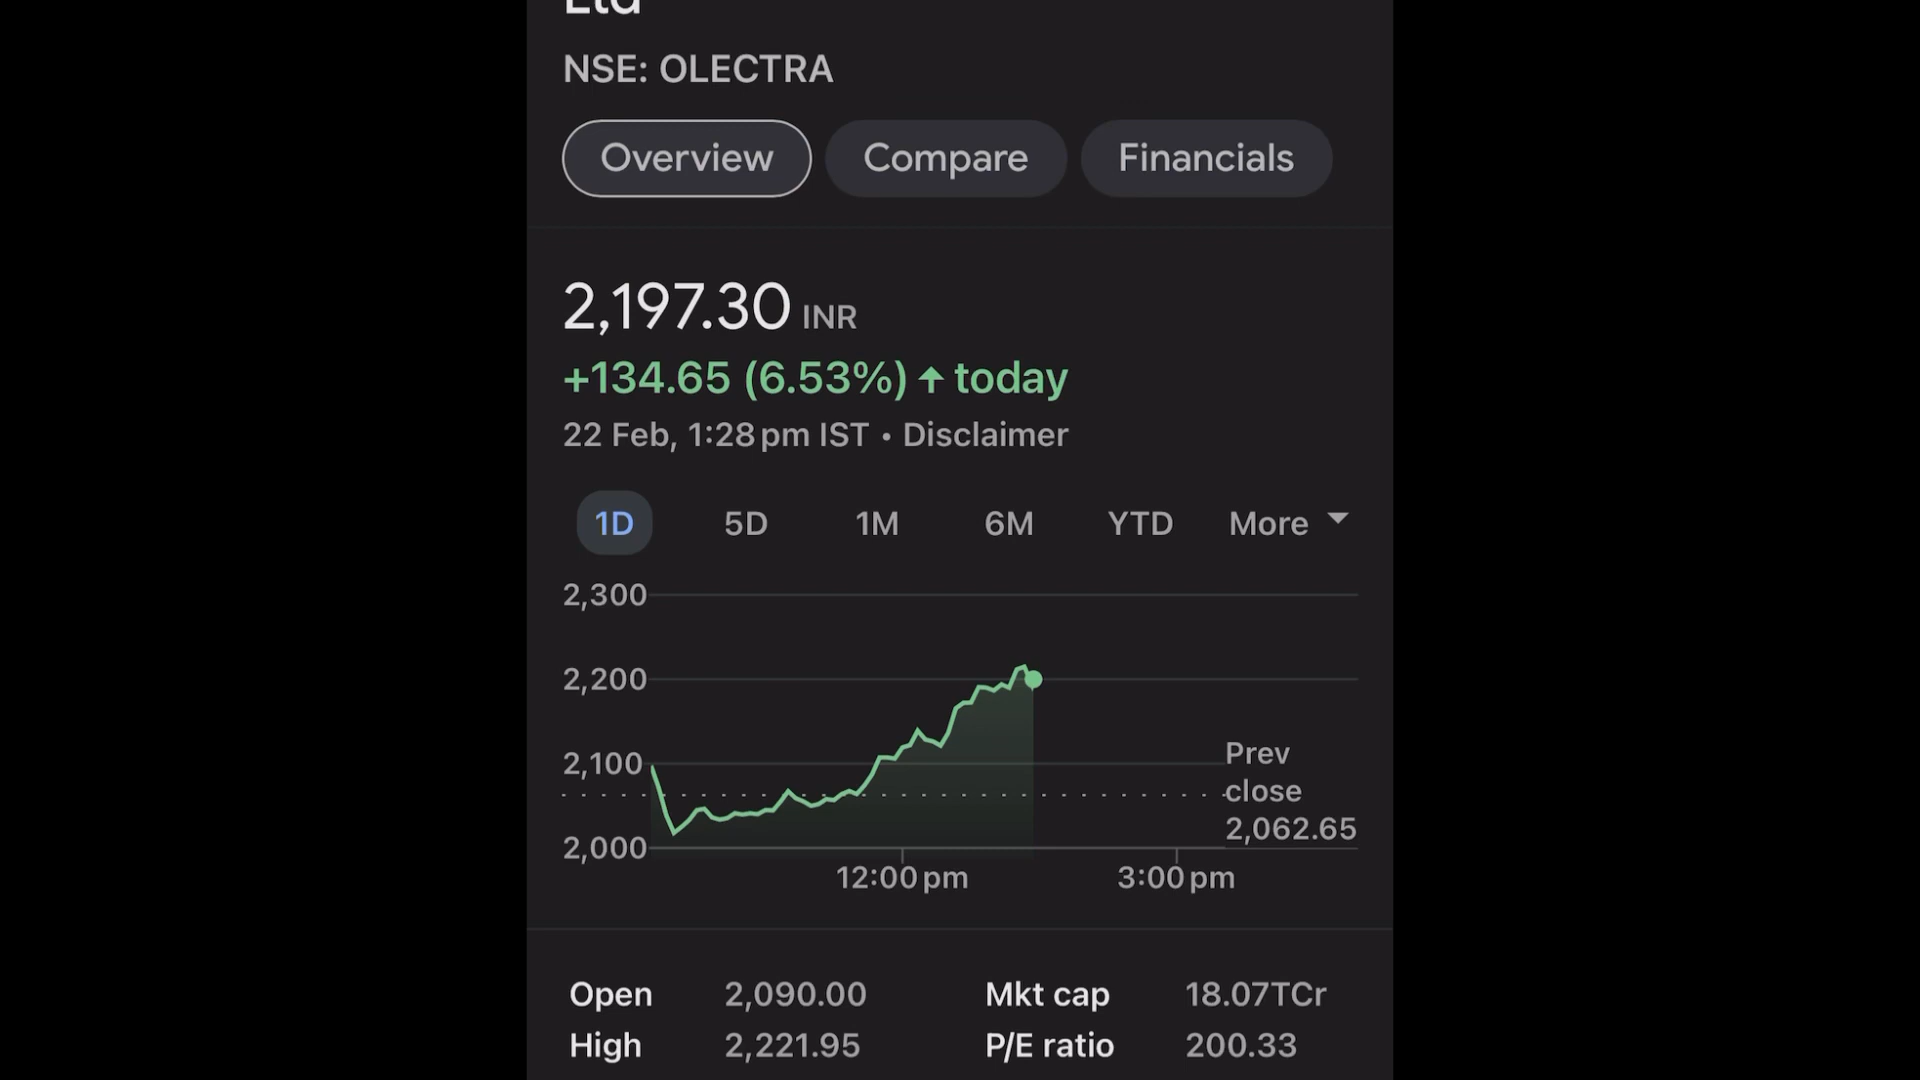 Ltd
NSE: OLECTRA
Overview Compare Financials
2,197.30 INR
+134.65 (6.53%) ↑ today
22 Feb, 1:28 pm IST • Disclaimer
1D 5D 1M 6M YTD More
2,300
2,200
2,100
2,000
Prev
close
2,062.65
12:00 pm 3:00 pm
Open 2,090.00 Mkt cap 18.07TCr
High 2,221.95 P/E ratio 200.33